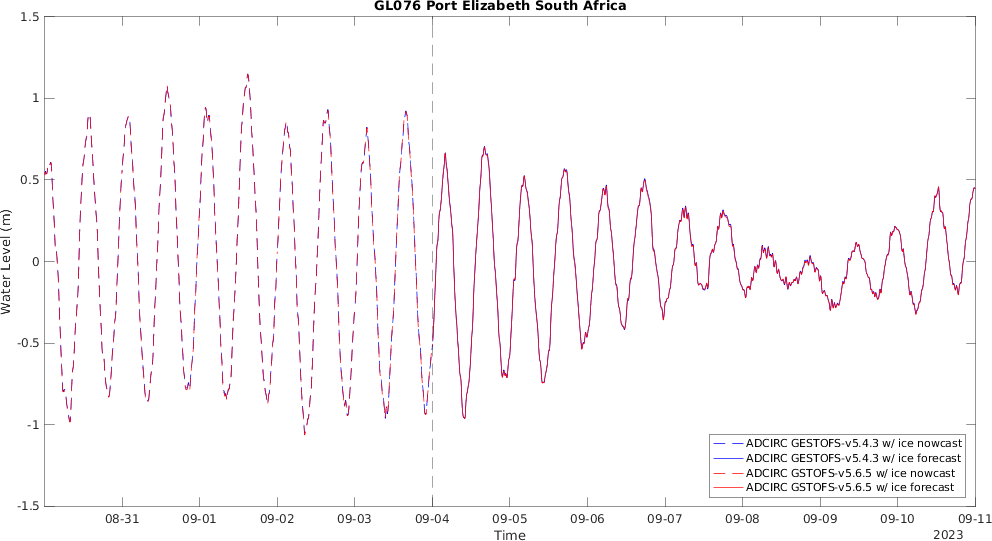 GL076 Port Elizabeth South Africa
1.5
1
0.5
0
-0.5
-1
-1.5
Water Level (m)
08-31 09-01 09-02 09-03 09-04 09-05 09-06 09-07 09-08 09-09 09-10 09-11
Time
2023
ADCIRC GESTOFS-v5.4.3 w/ ice nowcast
ADCIRC GESTOFS-v5.4.3 w/ ice forecast
ADCIRC GSTOFS-v5.6.5 w/ ice nowcast
ADCIRC GSTOFS-v5.6.5 w/ ice forecast